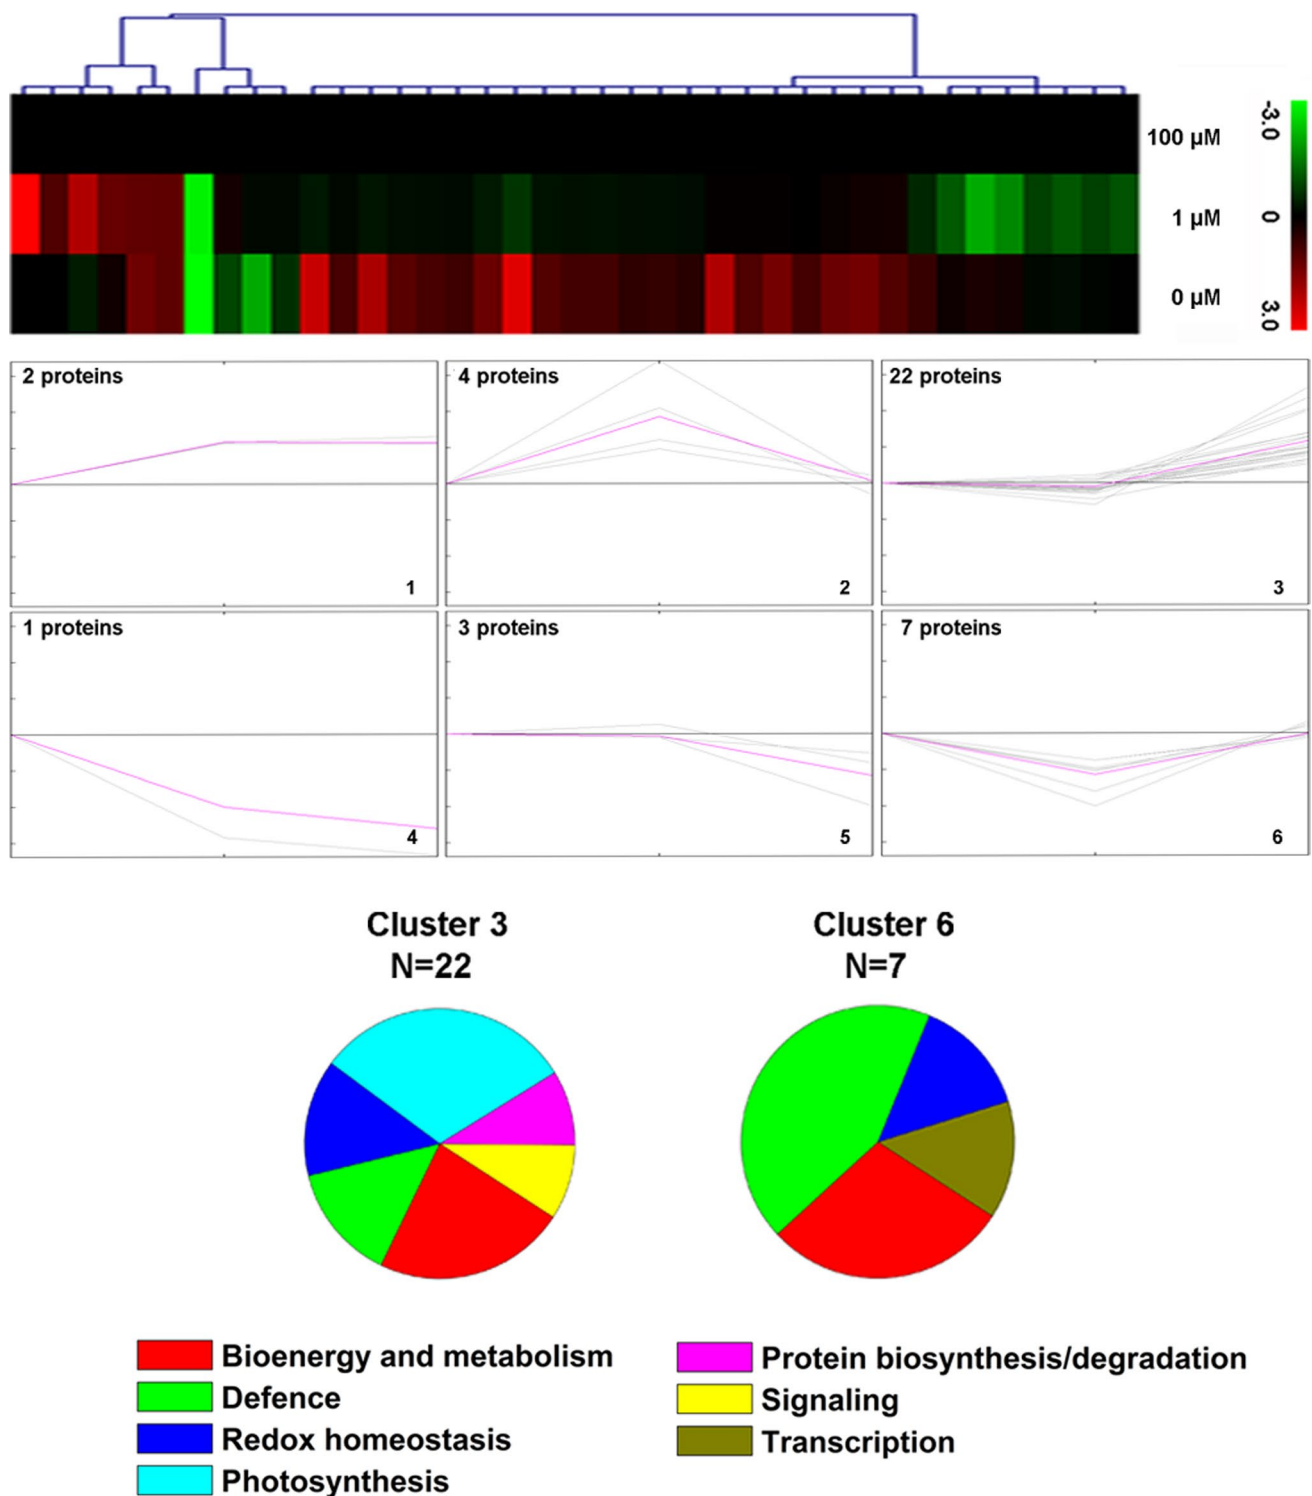 100 µM
1 µM
0 µM
-3.0
0
3.0
2 proteins
1
4 proteins
2
22 proteins
3
1 proteins
4
3 proteins
5
7 proteins
6
Cluster 3
N=22
Cluster 6
N=7
Bioenergy and metabolism
Defence
Redox homeostasis
Photosynthesis
Protein biosynthesis/degradation
Signaling
Transcription